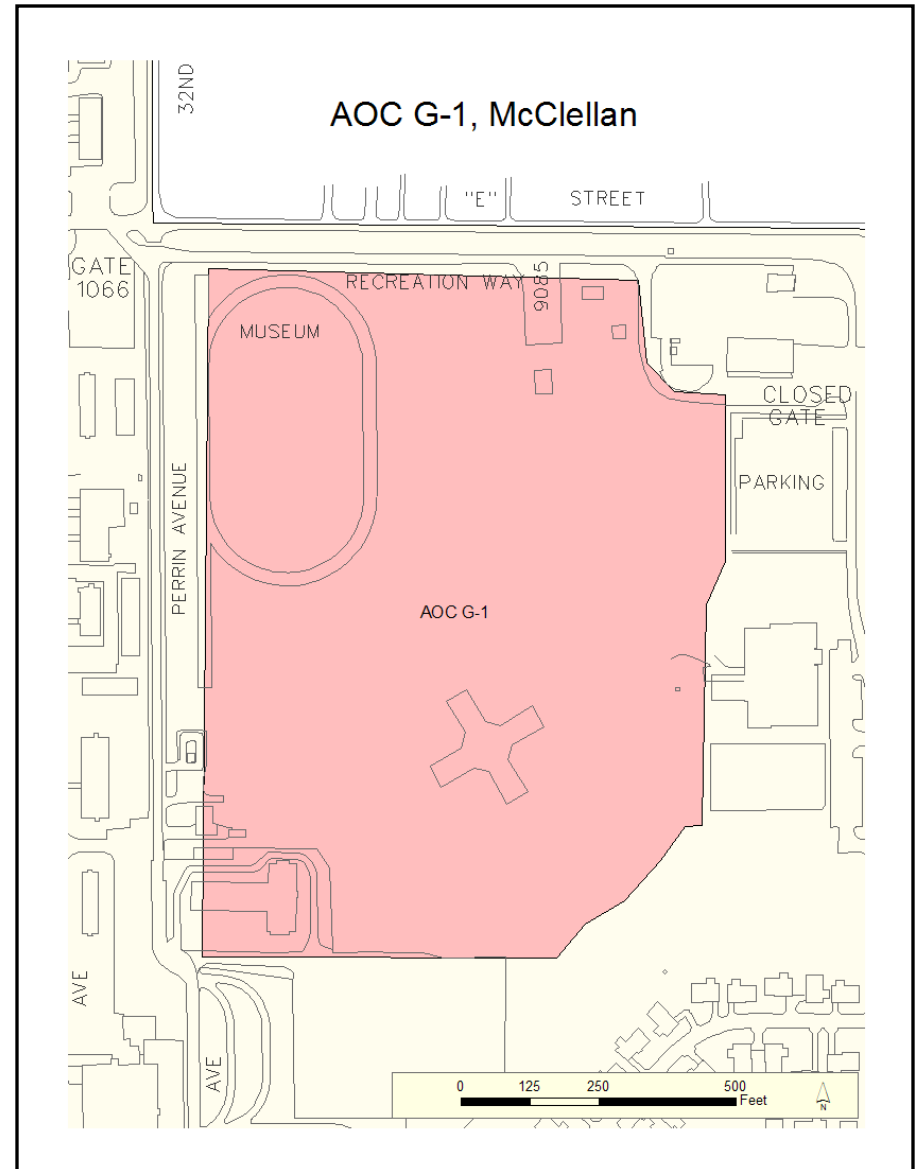 32ND
AOC G-1, McClellan
"E" STREET
GATE
1066
RECREATION WAY
9085
MUSEUM
CLOSED
GATE
PARKING
PERRIN AVENUE
AOC G-1
AVE
AVE
0 125 250 500
Feet
N